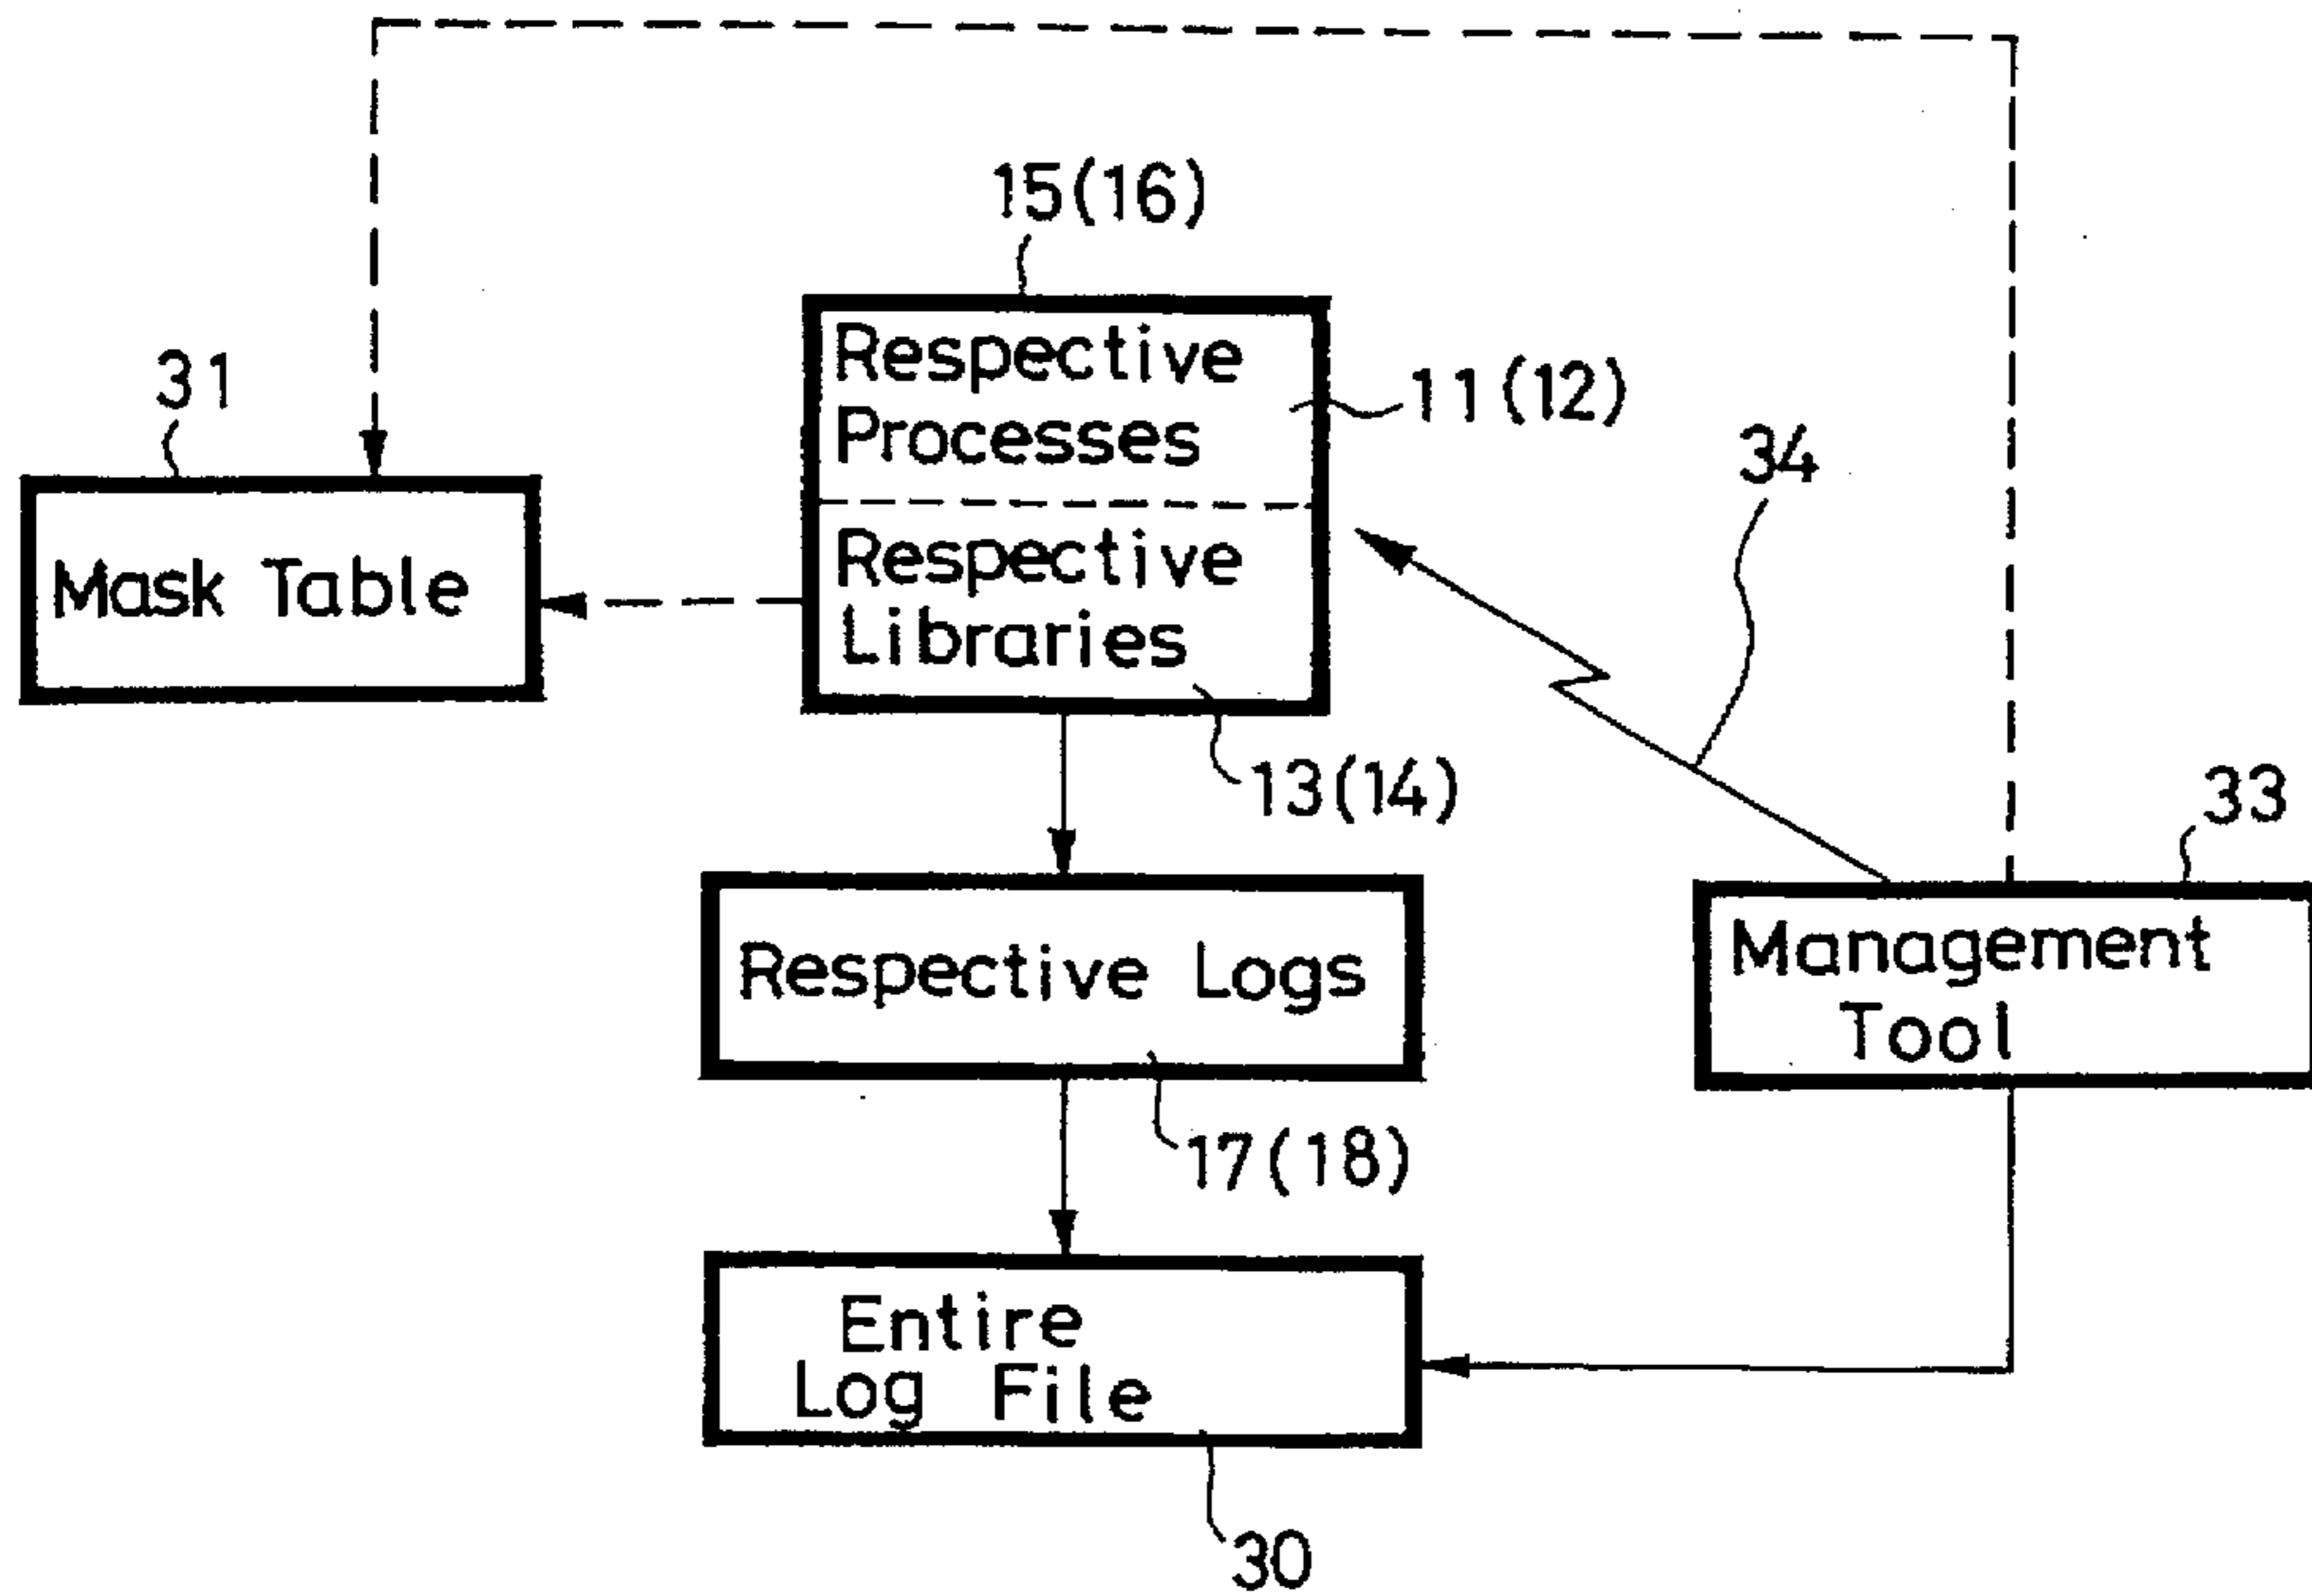 15(16)
Respective
Processes
11(12)
31
34
Mask Table
Respective
Libraries
13(14)
33
Respective Logs
Management
Tool
17(18)
Entire
Log File
30